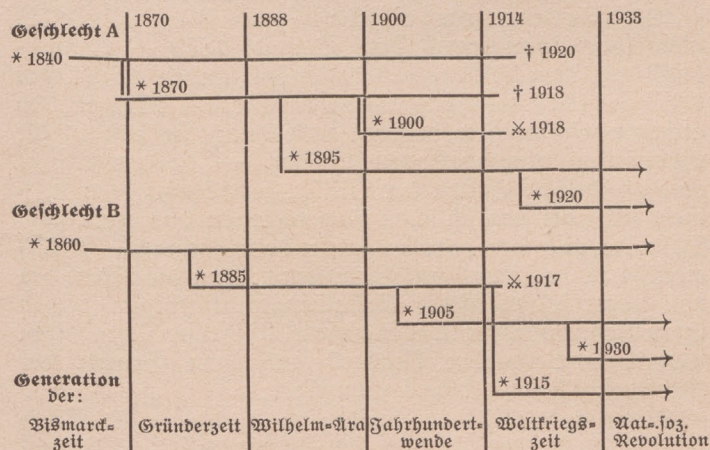 1870 1888 1900 1914 1933
Geschlecht A
* 1840 † 1920
* 1870 † 1918
* 1900 ⚔ 1918
* 1895
* 1920
Geschlecht B
* 1860
* 1885 ⚔ 1917
* 1905
* 1930
* 1915
Generation
der:
Bismarck=
zeit
Gründerzeit
Wilhelm=Ära
Jahrhundert=
wende
Weltkriegs=
zeit
Nat=.soz.
Revolution